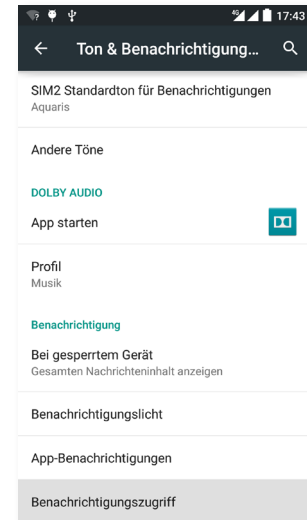 4G 17:43
Ton & Benachrichtigung...
SIM2 Standardton für Benachrichtigungen
Aquaris
Andere Töne
DOLBY AUDIO
App starten
Profil
Musik
Benachrichtigung
Bei gesperrtem Gerät
Gesamten Nachrichteninhalt anzeigen
Benachrichtigungslicht
App-Benachrichtigungen
Benachrichtigungszugriff